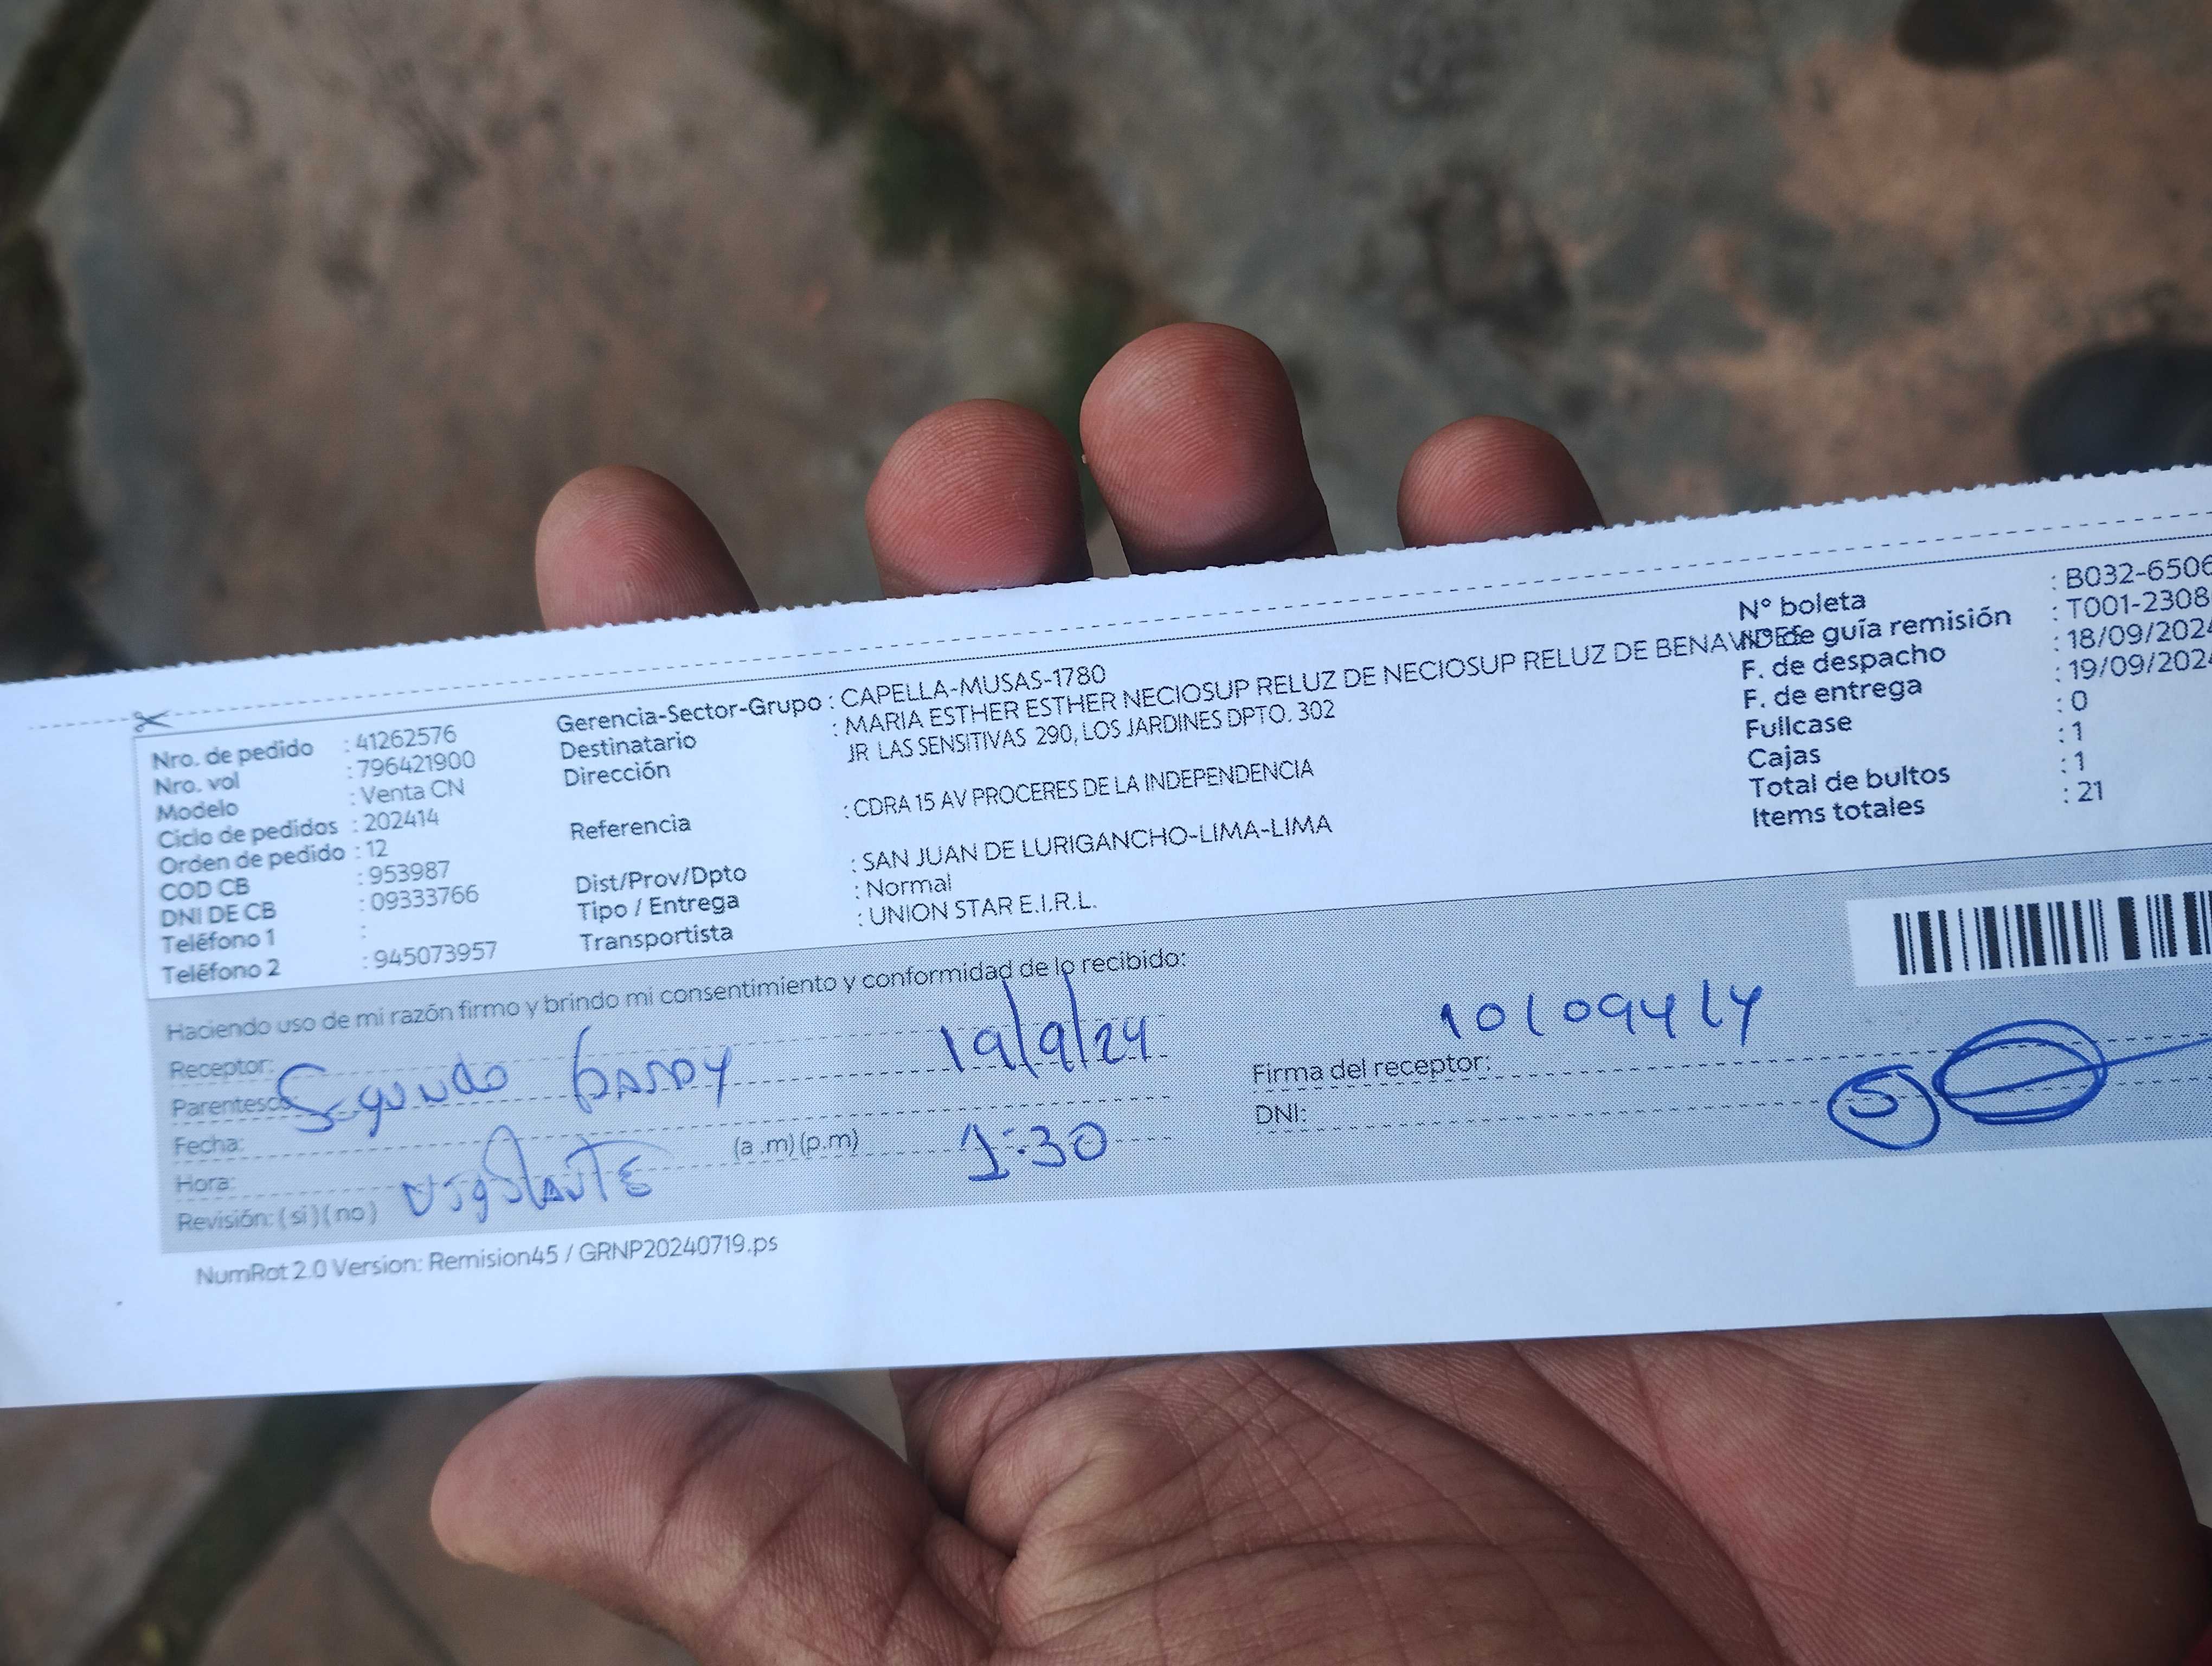 Nro. de pedido : 41262576
Nro. vol : 796421900
Modelo : Venta CN
Ciclo de pedidos : 202414
Orden de pedido : 12
COD CB : 953987
DNI DE CB : 09333766
Teléfono 1 :
Teléfono 2 : 945073957
Gerencia-Sector-Grupo : CAPELLA-MUSAS-1780
Destinatario : MARIA ESTHER ESTHER NECIOSUP RELUZ DE NECIOSUP RELUZ DE BENAVIDES
Dirección JR LAS SENSITIVAS 290, LOS JARDINES DPTO. 302
Referencia : CDRA 15 AV PROCERES DE LA INDEPENDENCIA
Dist/Prov/Dpto : SAN JUAN DE LURIGANCHO-LIMA-LIMA
Tipo / Entrega : Normal
Transportista : UNION STAR E.I.R.L.
N° boleta : B032-6506
N° de guía remisión : T001-2308
F. de despacho : 18/09/2024
F. de entrega : 19/09/2024
Fullcase : 0
Cajas : 1
Total de bultos : 1
Items totales : 21
Haciendo uso de mi razón firmo y brindo mi consentimiento y conformidad de lo recibido:
Receptor: Segundo
Parentesco:
Fecha: 19/9/24
Hora: (a.m)(p.m) 1:30
Revisión: (si)(no) Vigilante
Firma del receptor:
DNI:
NumRot 2.0 Version: Remision45 / GRNP20240719.ps